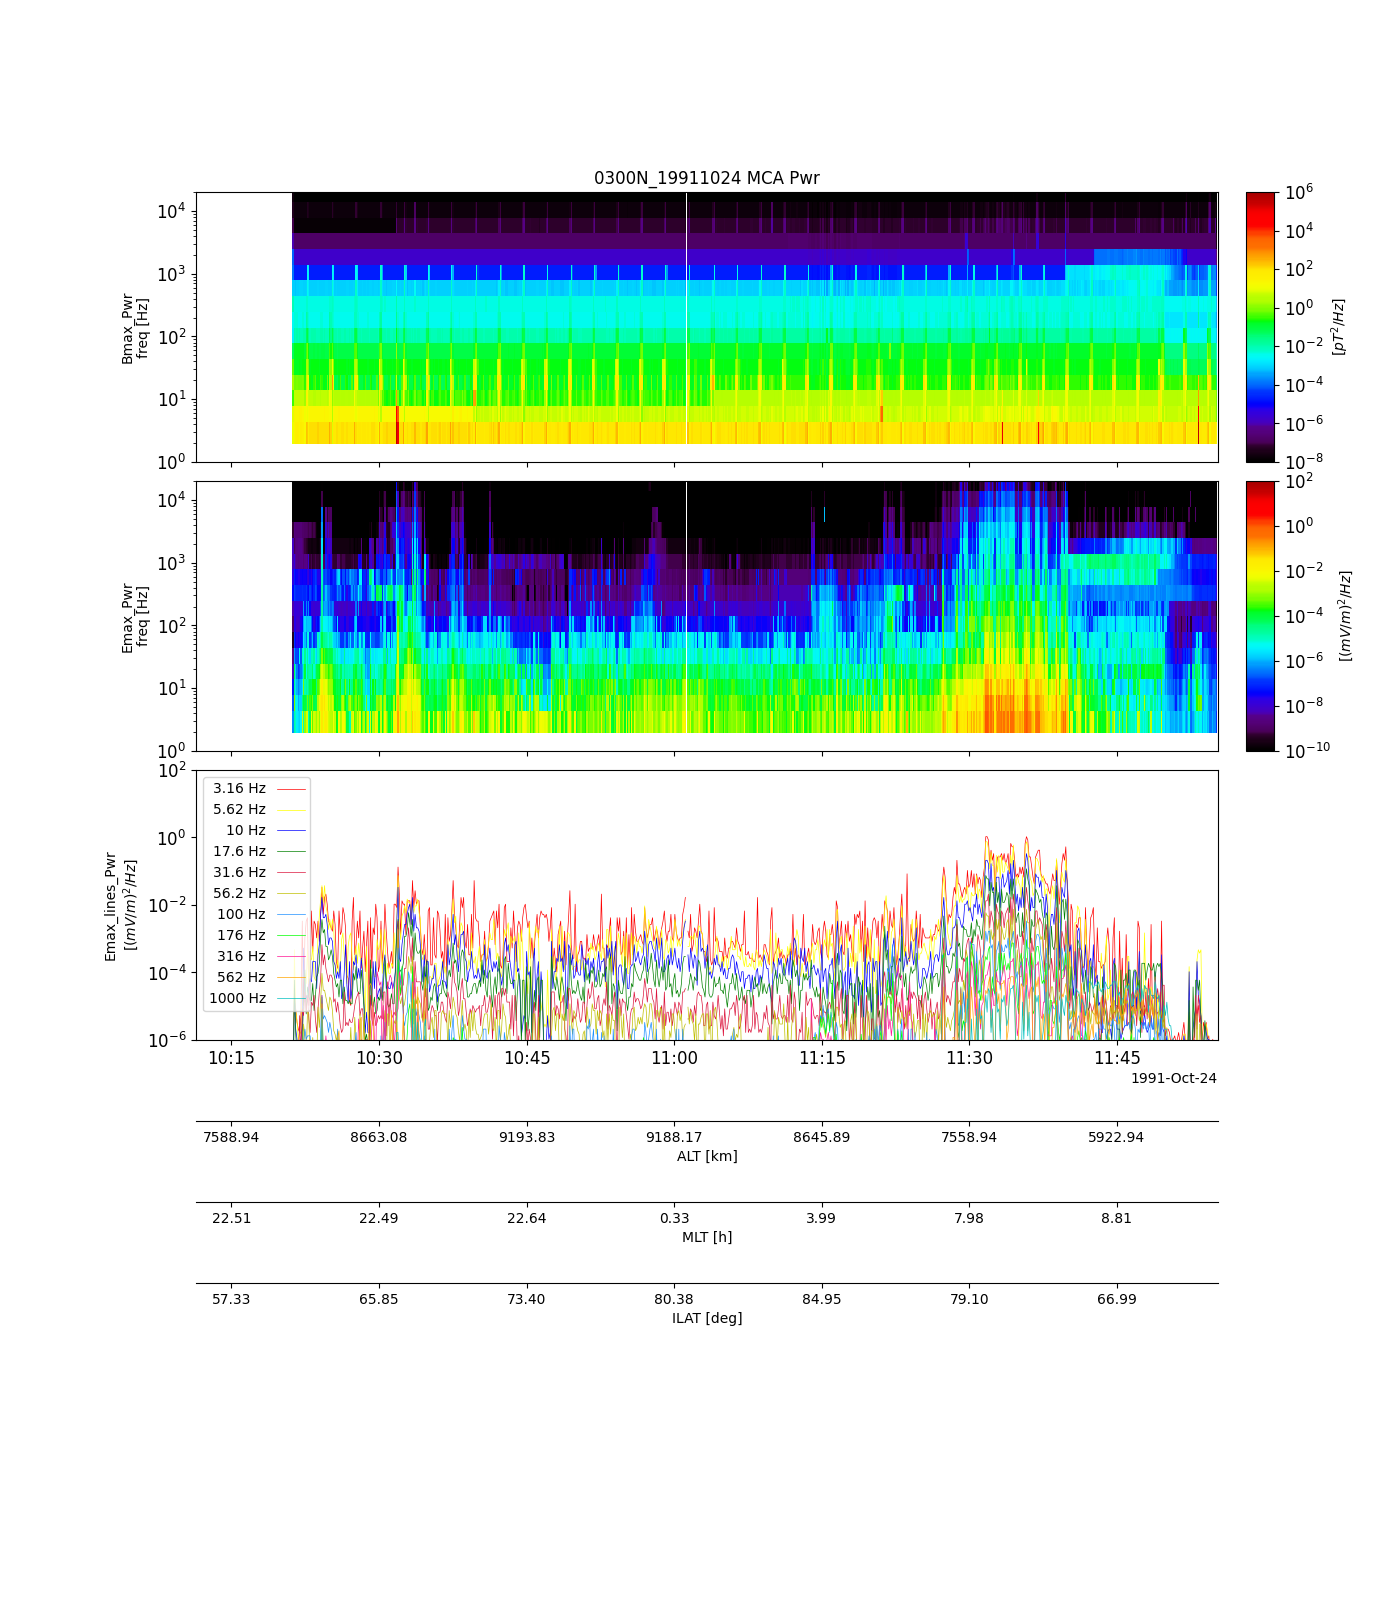 0300N_19911024 MCA Pwr
10^4
10^3
10^2
10^1
10^0
Bmax_Pwr
freq [Hz]
10^6
10^4
10^2
10^0
10^-2
10^-4
10^-6
10^-8
[pT^2/Hz]
10^4
10^3
10^2
10^1
10^0
Emax_Pwr
freq [Hz]
10^2
10^0
10^-2
10^-4
10^-6
10^-8
10^-10
[(mV/m)^2/Hz]
10^2
10^0
10^-2
10^-4
10^-6
Emax_lines_Pwr
[(mV/m)^2/Hz]
3.16 Hz
5.62 Hz
10 Hz
17.6 Hz
31.6 Hz
56.2 Hz
100 Hz
176 Hz
316 Hz
562 Hz
1000 Hz
10:15 10:30 10:45 11:00 11:15 11:30 11:45
1991-Oct-24
7588.94 8663.08 9193.83 9188.17 8645.89 7558.94 5922.94
ALT [km]
22.51 22.49 22.64 0.33 3.99 7.98 8.81
MLT [h]
57.33 65.85 73.40 80.38 84.95 79.10 66.99
ILAT [deg]